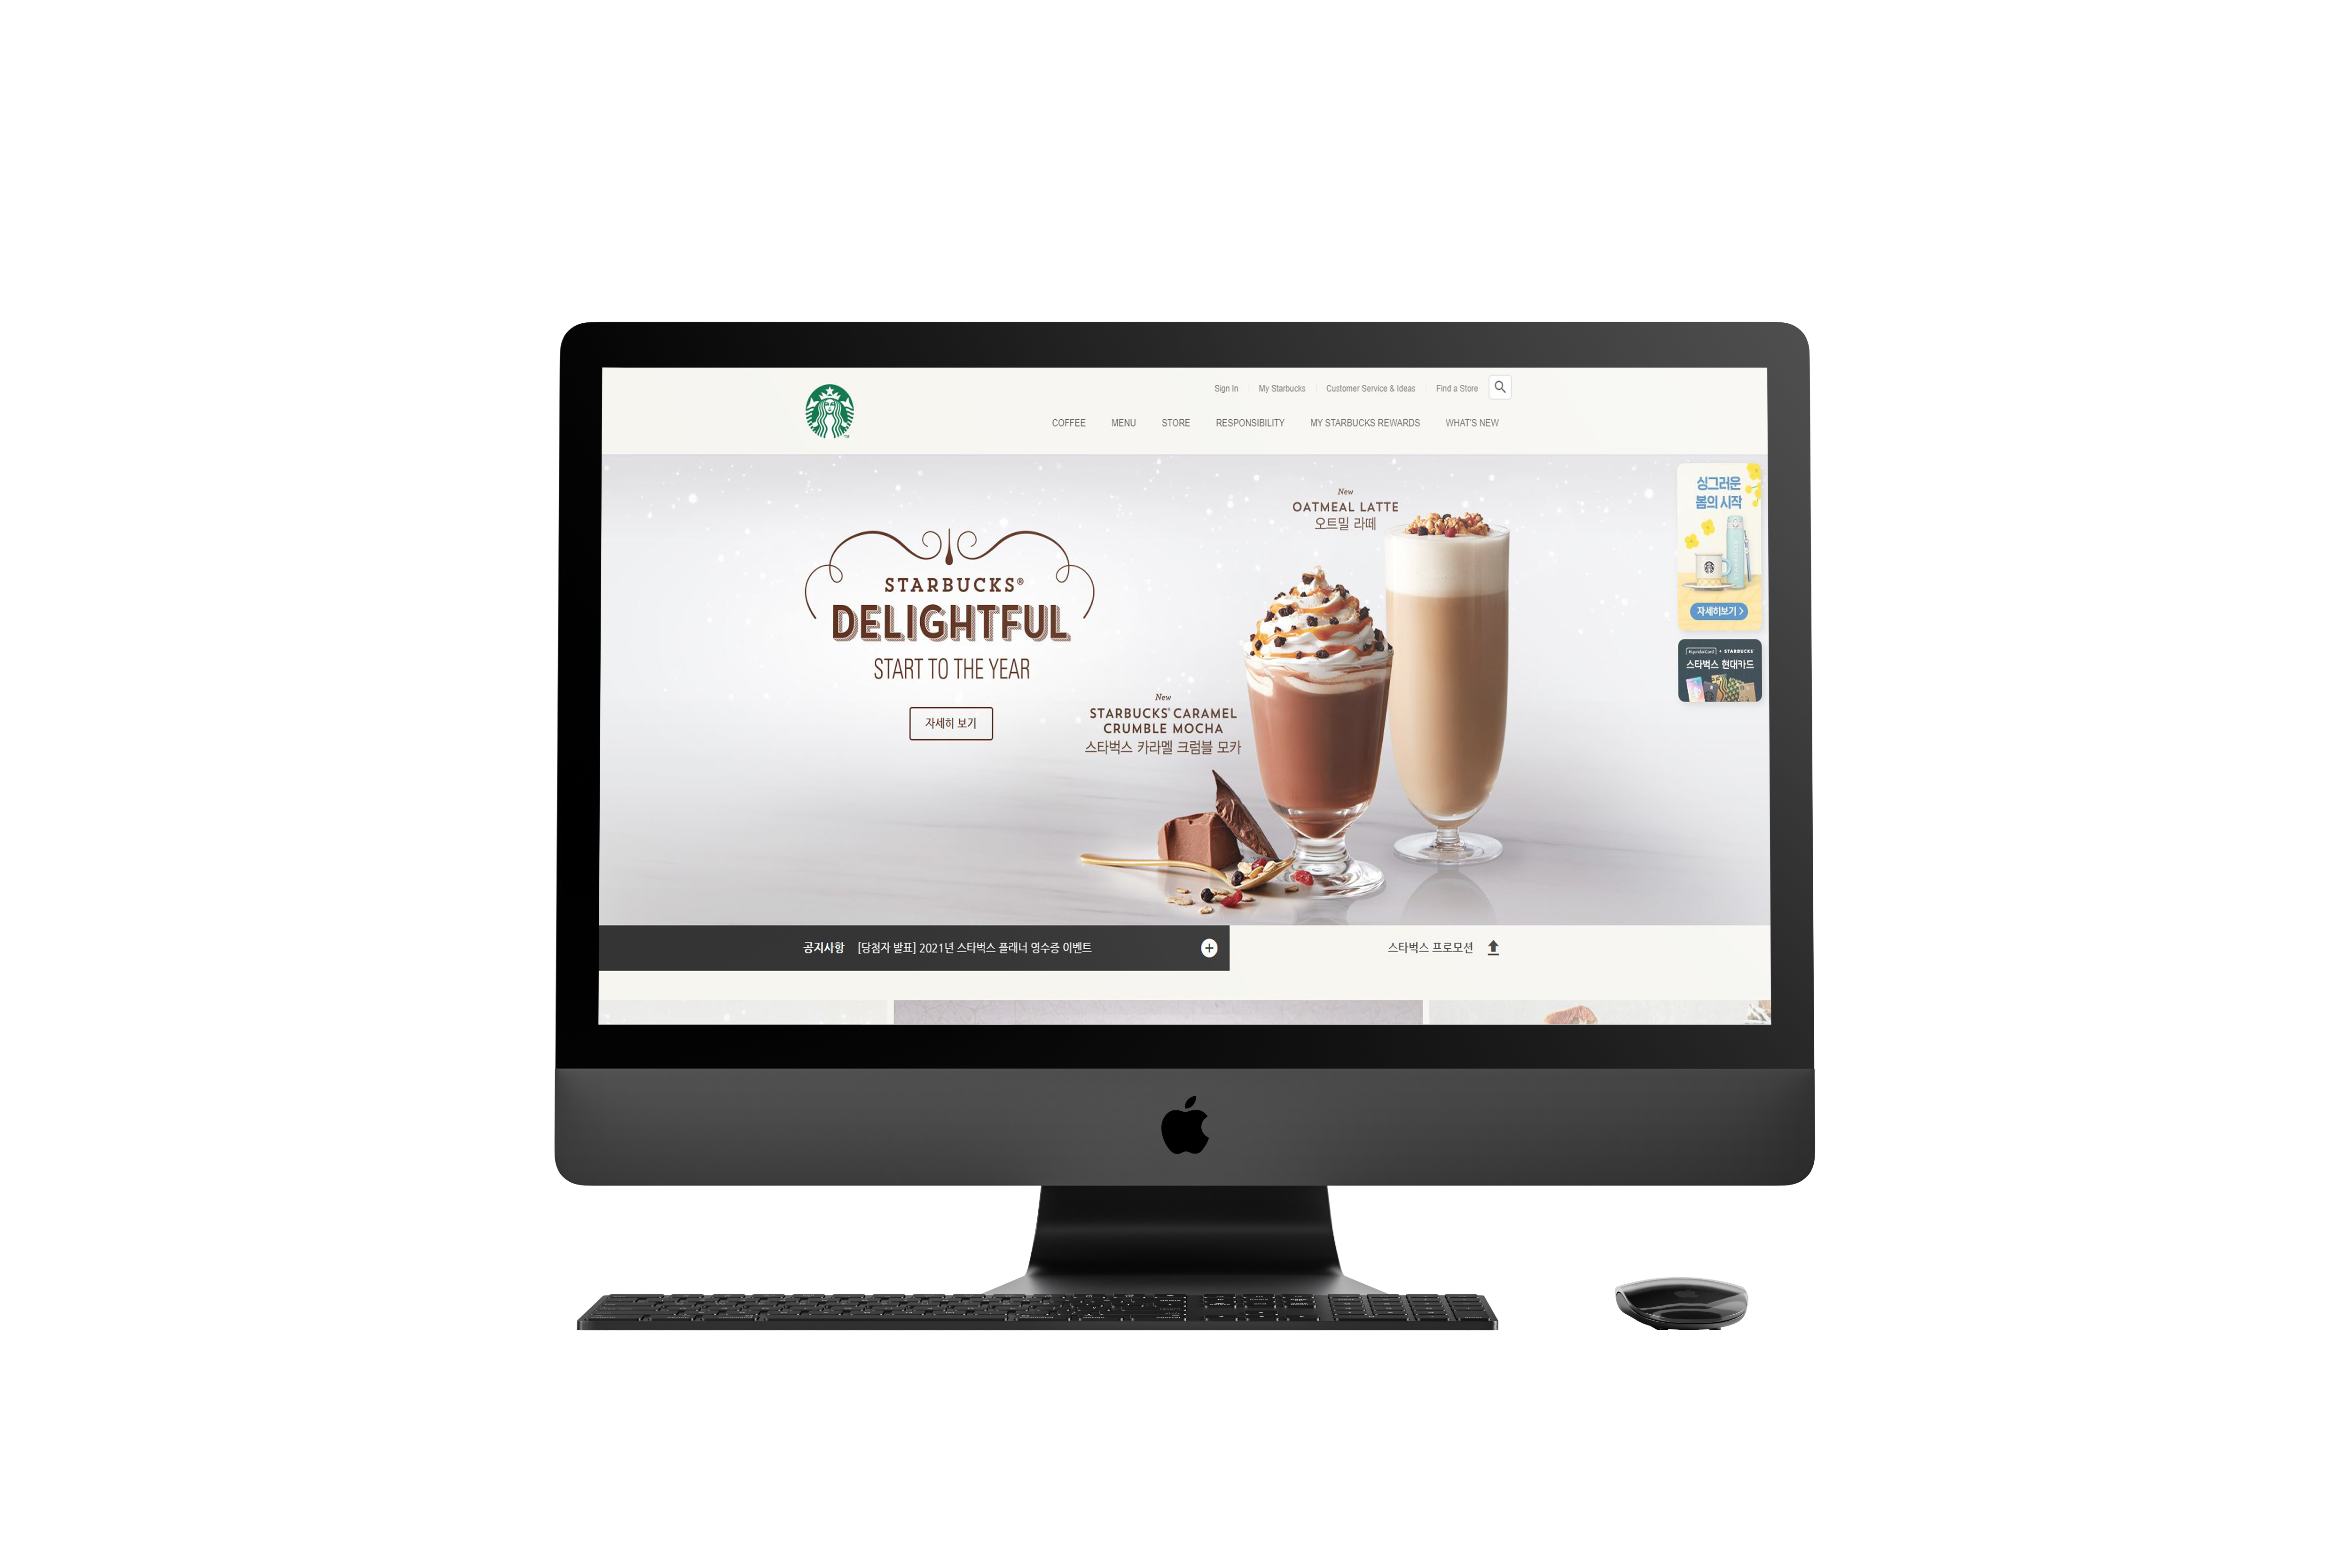 Sign In
My Starbucks
Customer Service & Ideas
Find a Store
TM
COFFEE
MENU
STORE
RESPONSIBILITY
MY STARBUCKS REWARDS
WHAT'S NEW
STARBUCKS®
DELIGHTFUL
START TO THE YEAR
자세히 보기
New
OATMEAL LATTE
오트밀 라떼
New
STARBUCKS® CARAMEL
CRUMBLE MOCHA
스타벅스 카라멜 크럼블 모카
싱그러운
봄의 시작
자세히보기 >
HyundaiCard + STARBUCKS
스타벅스 현대카드
공지사항 [당첨자 발표] 2021년 스타벅스 플래너 영수증 이벤트
스타벅스 프로모션